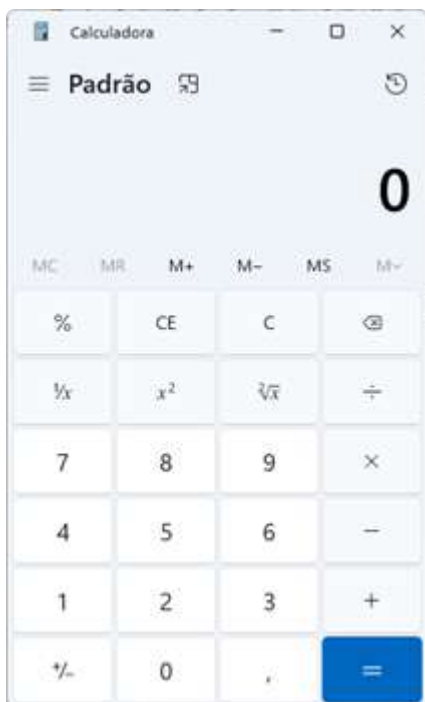 Calculadora
Padrão
0
MC MR M+ M- MS M˅
% CE C
¹/x x² ²√x ÷
7 8 9 ×
4 5 6 −
1 2 3 +
+/− 0 , =